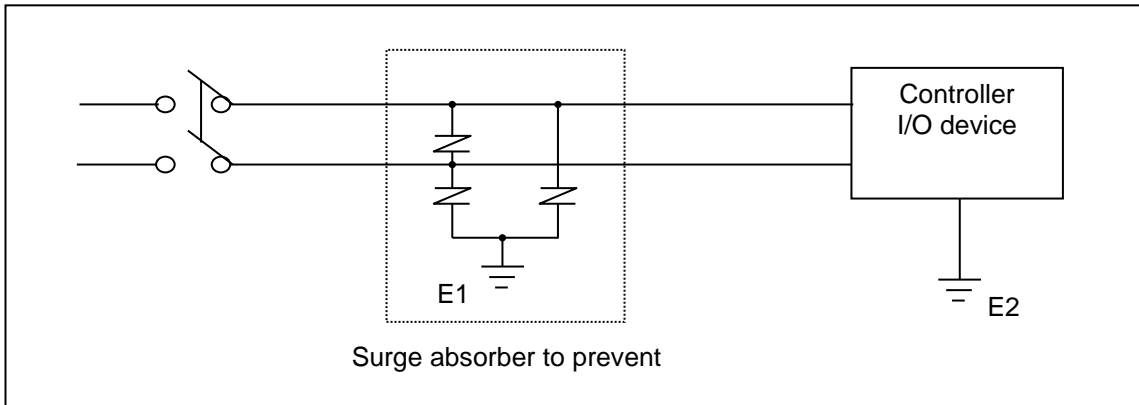 Controller
I/O device
E1
E2
Surge absorber to prevent